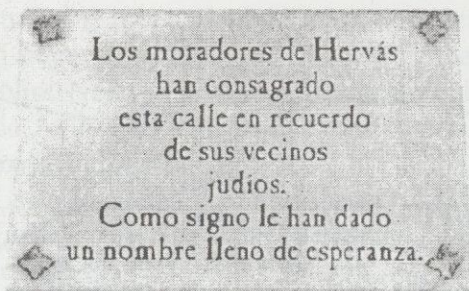 Los moradores de Hervás
han consagrado
esta calle en recuerdo
de sus vecinos
judios.
Como signo le han dado
un nombre lleno de esperanza.